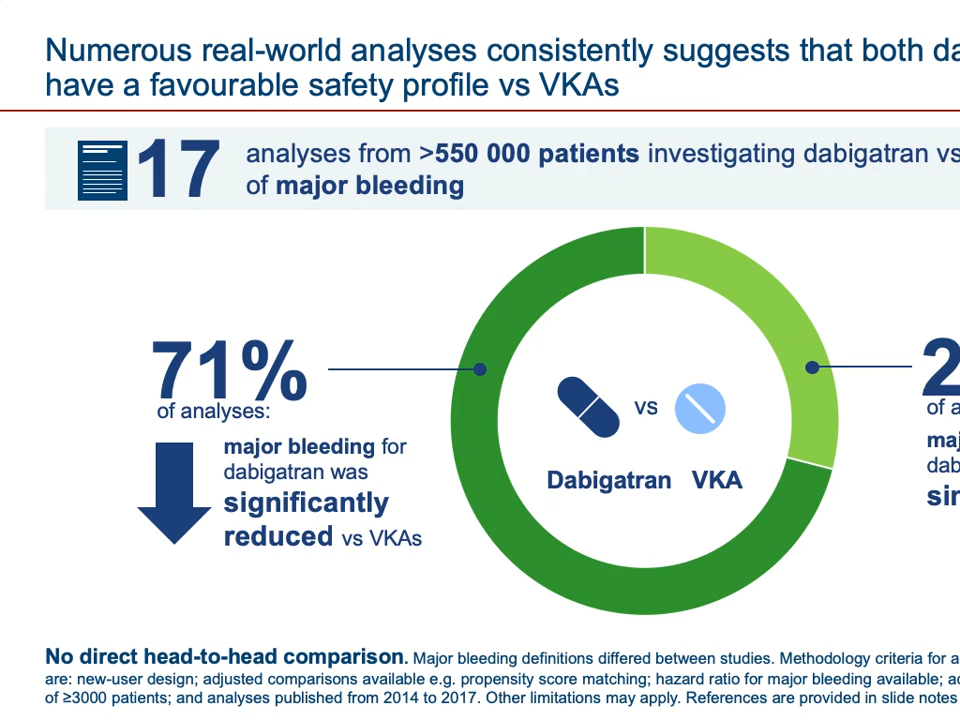 Numerous real-world analyses consistently suggests that both da
have a favourable safety profile vs VKAs
17
analyses from >550 000 patients investigating dabigatran vs
of major bleeding
71%
of analyses:
major bleeding for
dabigatran was
significantly
reduced vs VKAs
vs
Dabigatran VKA
2
of a
maj
dab
sin
No direct head-to-head comparison. Major bleeding definitions differed between studies. Methodology criteria for a
are: new-user design; adjusted comparisons available e.g. propensity score matching; hazard ratio for major bleeding available; ac
of ≥3000 patients; and analyses published from 2014 to 2017. Other limitations may apply. References are provided in slide notes